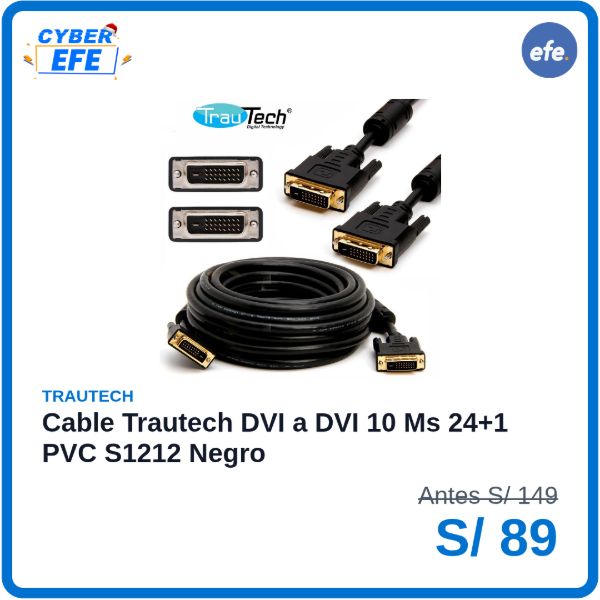 CYBER
EFE
efe.
TrauTech®
Digital Technology
TRAUTECH
Cable Trautech DVI a DVI 10 Ms 24+1
PVC S1212 Negro
Antes S/ 149
S/ 89